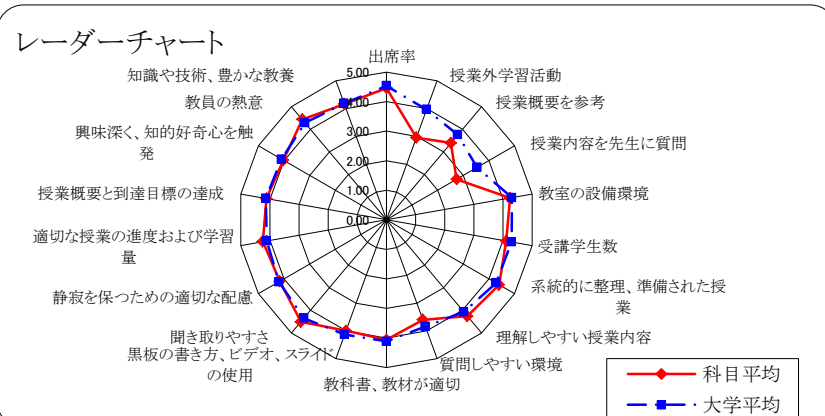 レーダーチャート
出席率
授業外学習活動
授業概要を参考
授業内容を先生に質問
教室の設備環境
受講学生数
系統的に整理、準備された授
業
理解しやすい授業内容
質問しやすい環境
教科書、教材が適切
黒板の書き方、ビデオ、スライド
の使用
聞き取りやすさ
静寂を保つための適切な配慮
適切な授業の進度および学習
量
授業概要と到達目標の達成
興味深く、知的好奇心を触
発
教員の熱意
知識や技術、豊かな教養
5.00
4.00
3.00
2.00
1.00
0.00
科目平均
大学平均